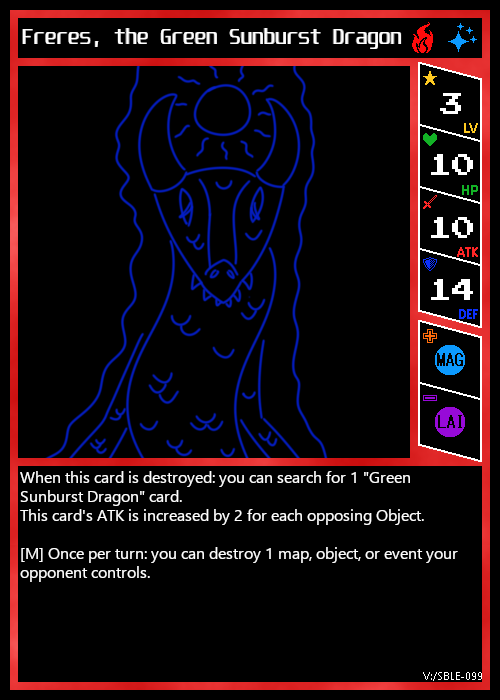 Freres, the Green Sunburst Dragon
3
LV
10
HP
10
ATK
14
DEF
MAG
LAI
When this card is destroyed: you can search for 1 "Green
Sunburst Dragon" card.
This card's ATK is increased by 2 for each opposing Object.
[M] Once per turn: you can destroy 1 map, object, or event your
opponent controls.
V:/SBLE-099